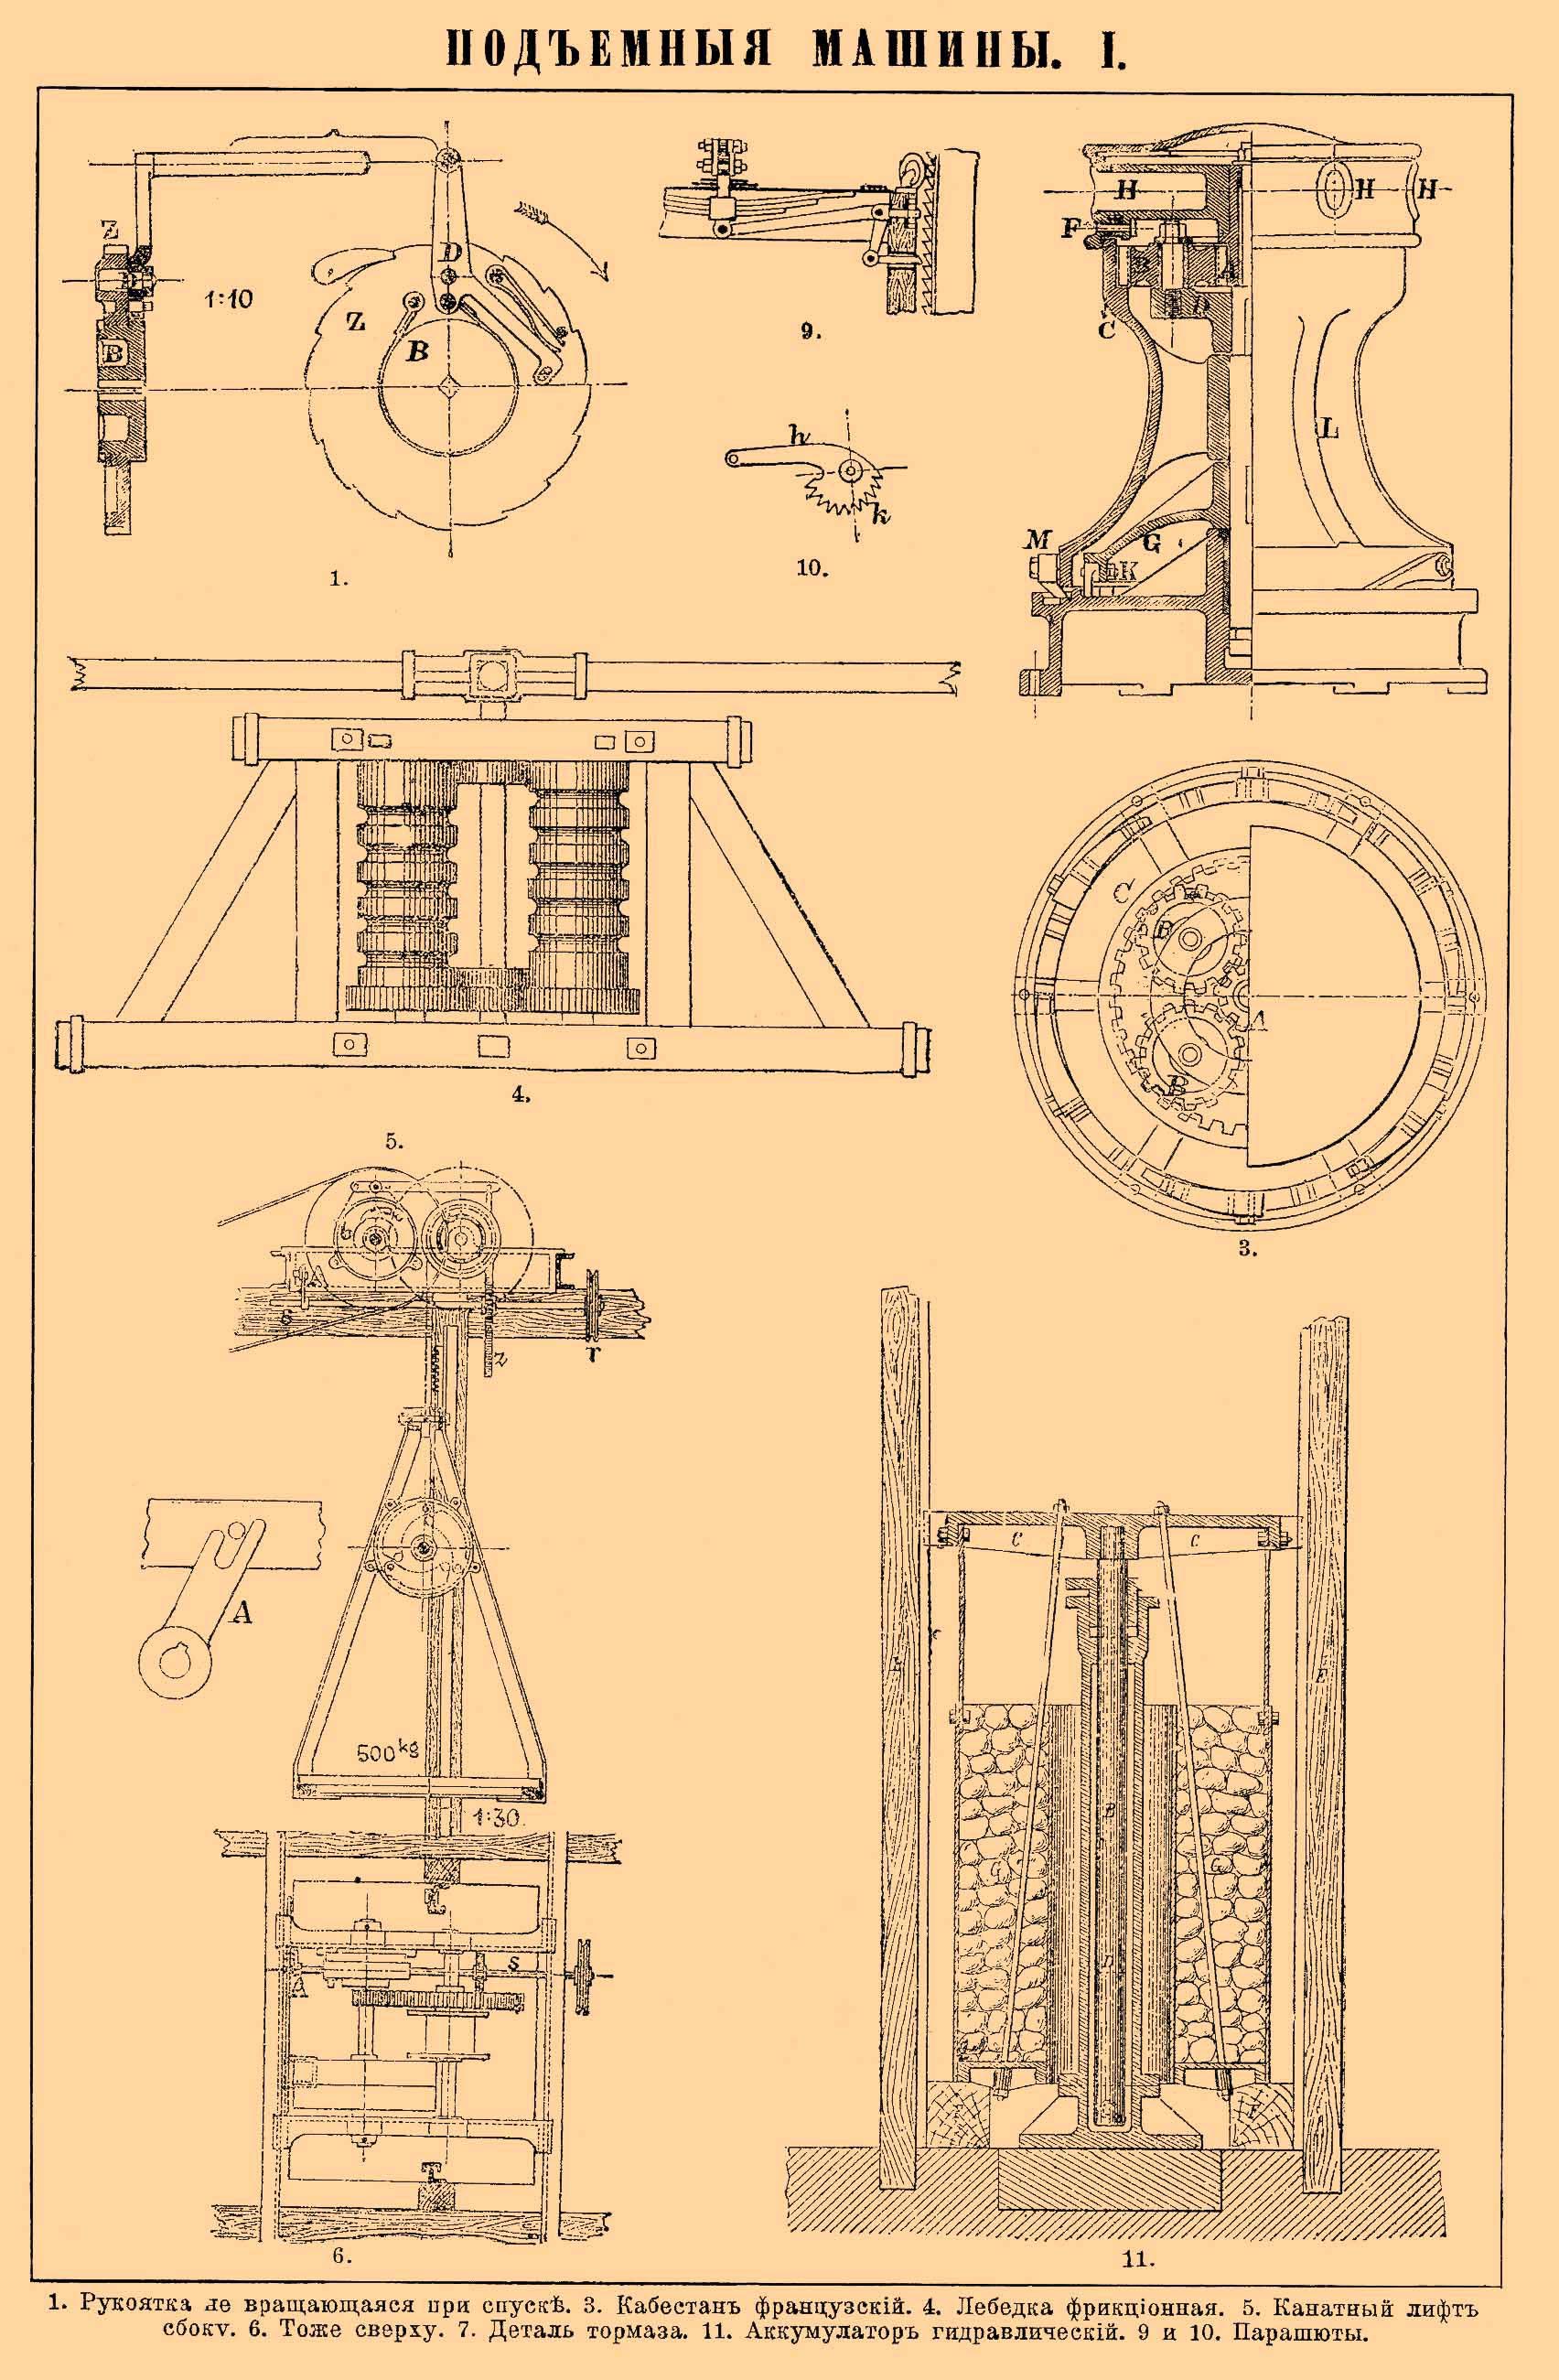 ПОДЪЕМНЫЯ МАШИНЫ. I.
Z
D
1:10
Z
B
B
1.
9.
h
k
10.
H
H
H
F
B
A
D
C
L
M
G
K
4.
C
B
A
B
3.
5.
A
s
z
r
A
500 kg
1:30
A
s
6.
C
C
E
B
G
11.
1. Рукоятка не вращающаяся при спускѣ. 3. Кабестанъ французскій. 4. Лебедка фрикціонная. 5. Канатный лифтъ
сбоку. 6. Тоже сверху. 7. Деталь тормаза. 11. Аккумулаторъ гидравлическій. 9 и 10. Парашюты.